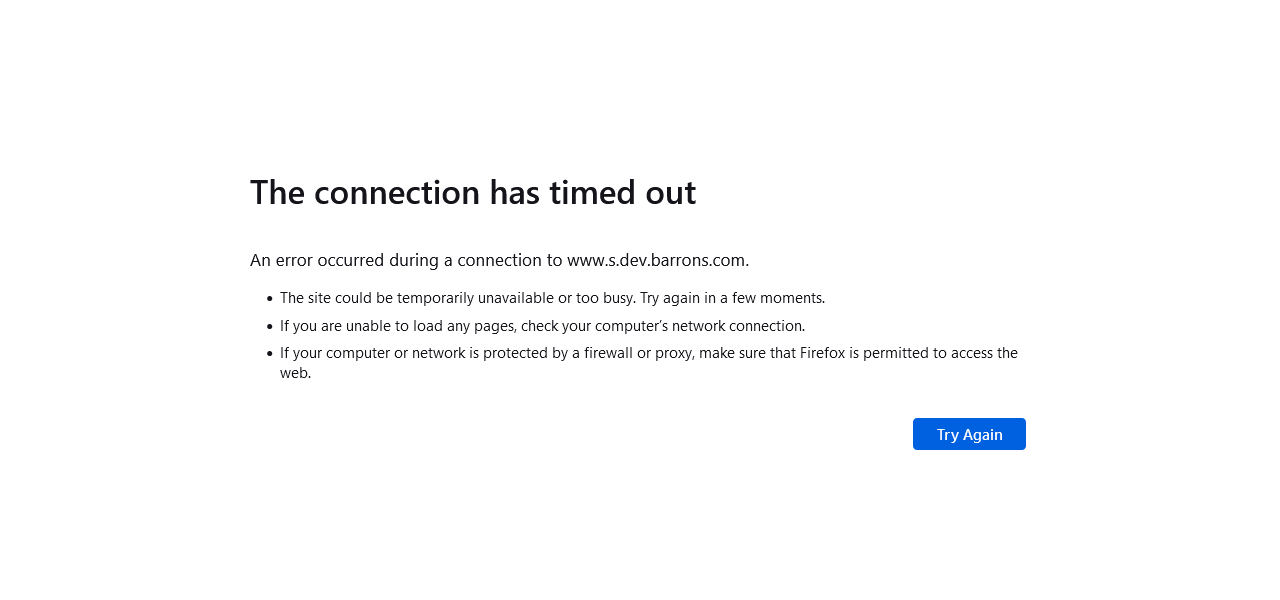 The connection has timed out
An error occurred during a connection to www.s.dev.barrons.com.
• The site could be temporarily unavailable or too busy. Try again in a few moments.
• If you are unable to load any pages, check your computer’s network connection.
• If your computer or network is protected by a firewall or proxy, make sure that Firefox is permitted to access the
web.
Try Again